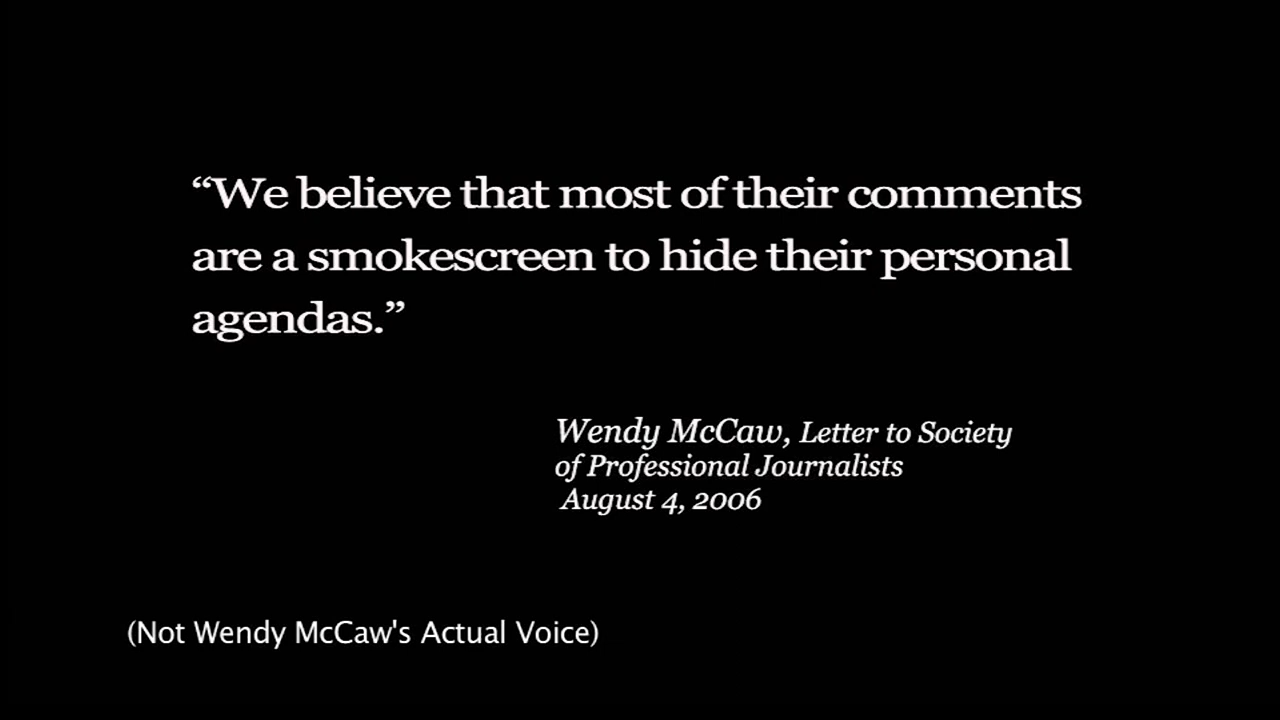 “We believe that most of their comments
are a smokescreen to hide their personal
agendas.”
Wendy McCaw, Letter to Society
of Professional Journalists
August 4, 2006
(Not Wendy McCaw's Actual Voice)